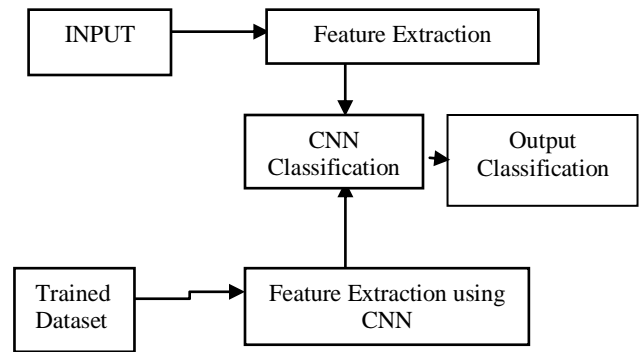 INPUT
Feature Extraction
CNN
Classification
Output
Classification
Trained
Dataset
Feature Extraction using
CNN